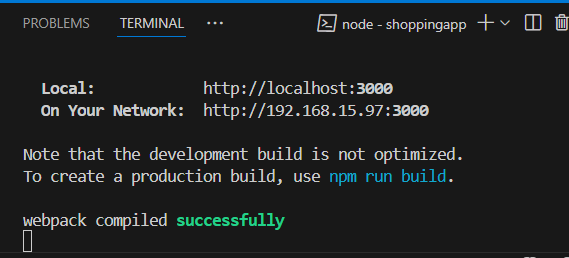 PROBLEMS TERMINAL ··· node - shoppingapp
Local: http://localhost:3000
On Your Network: http://192.168.15.97:3000
Note that the development build is not optimized.
To create a production build, use npm run build.
webpack compiled successfully